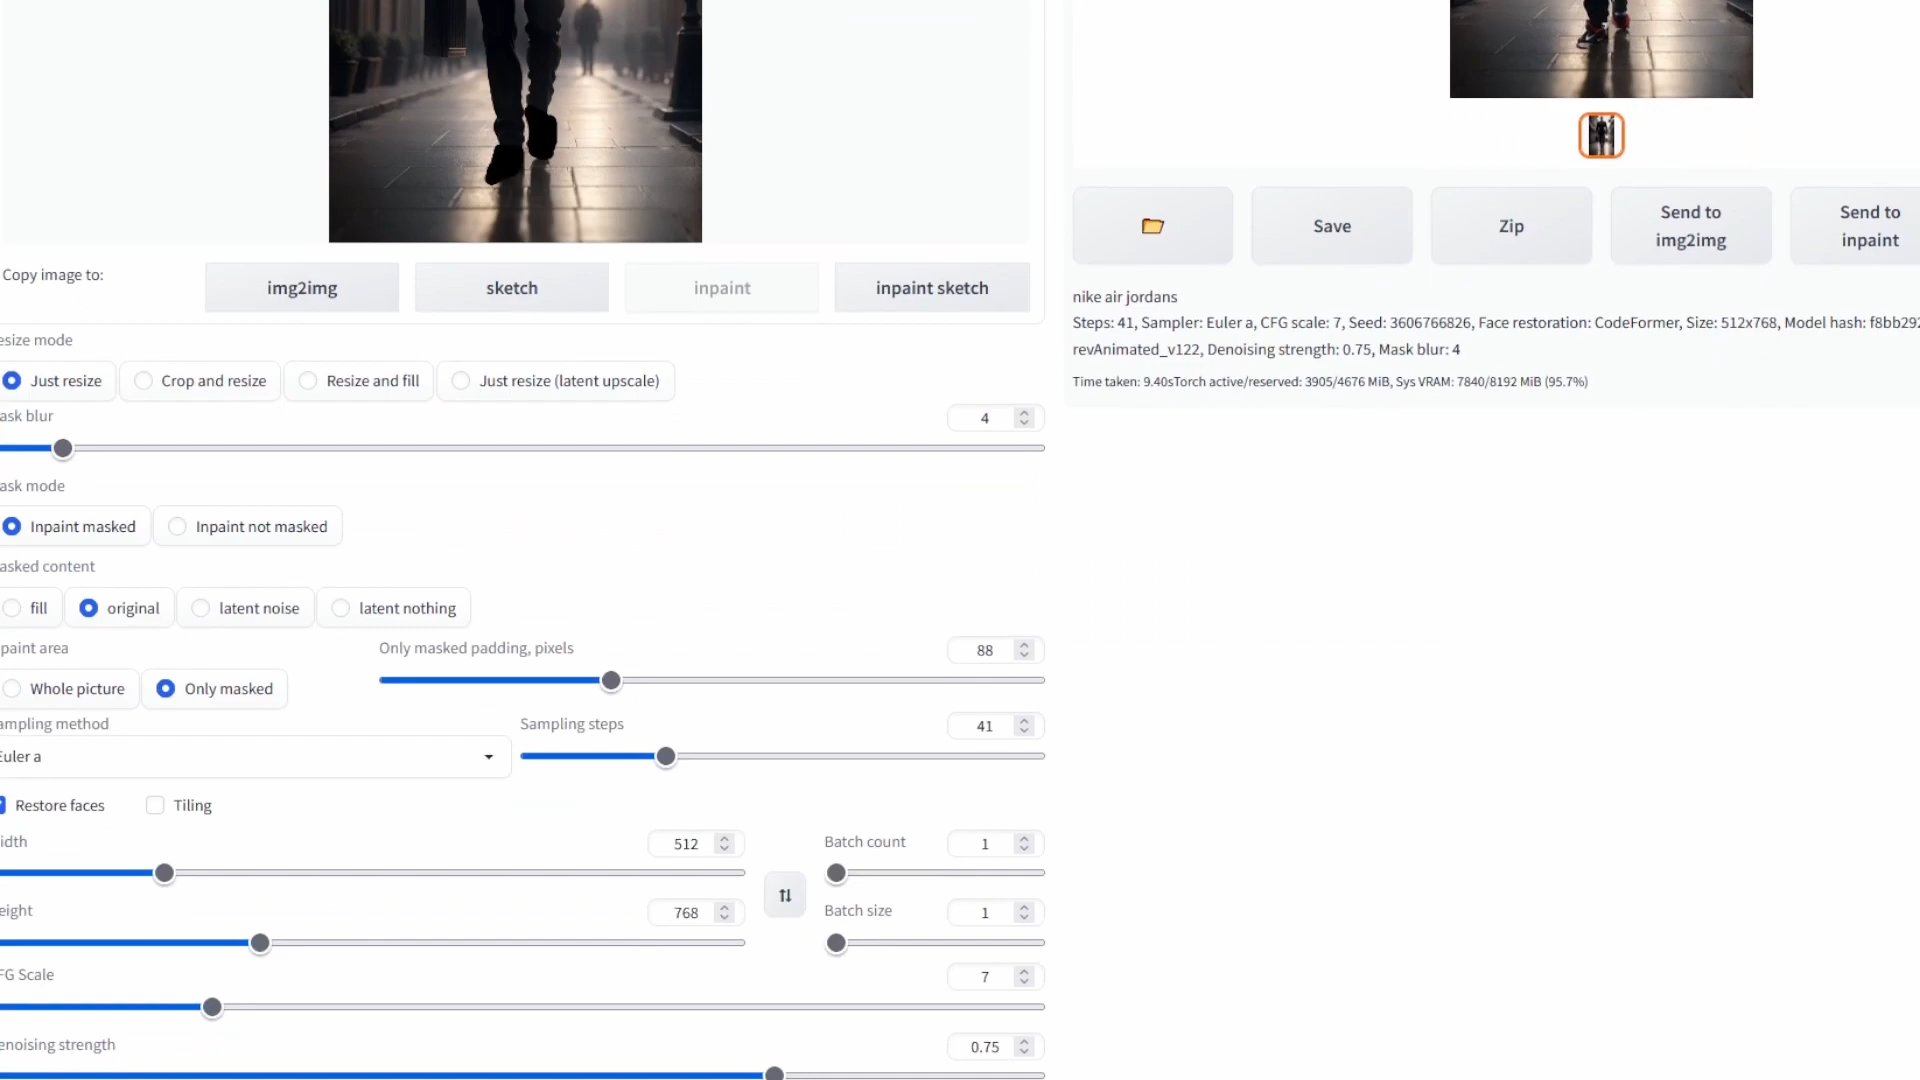 Copy image to:
img2img
sketch
inpaint
inpaint sketch
esize mode
Just resize
Crop and resize
Resize and fill
Just resize (latent upscale)
ask blur
4
ask mode
Inpaint masked
Inpaint not masked
asked content
fill
original
latent noise
latent nothing
paint area
Only masked padding, pixels
88
Whole picture
Only masked
ampling method
Sampling steps
41
Euler a
Restore faces
Tiling
idth
512
Batch count
1
eight
768
Batch size
1
FG Scale
7
enoising strength
0.75
Save
Zip
Send to
img2img
Send to
inpaint
nike air jordans
Steps: 41, Sampler: Euler a, CFG scale: 7, Seed: 3606766826, Face restoration: CodeFormer, Size: 512x768, Model hash: f8bb292
revAnimated_v122, Denoising strength: 0.75, Mask blur: 4
Time taken: 9.40sTorch active/reserved: 3905/4676 MiB, Sys VRAM: 7840/8192 MiB (95.7%)